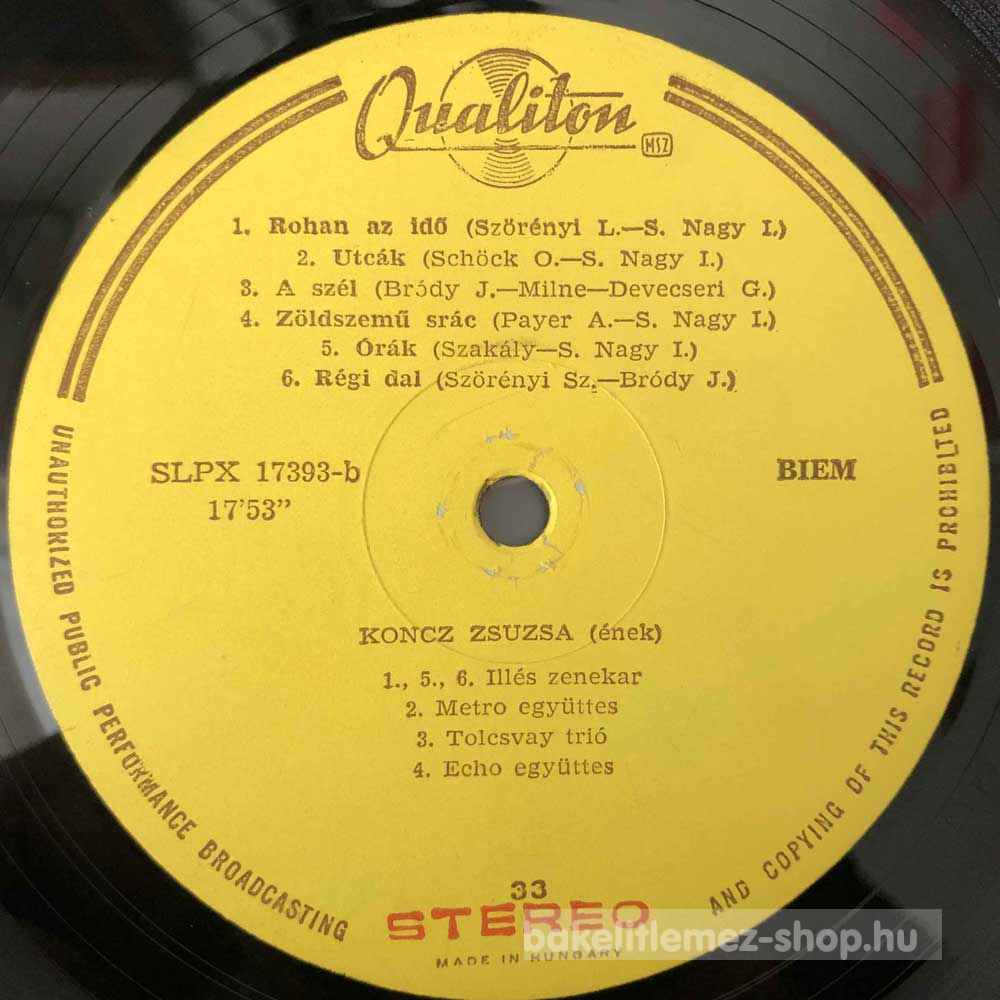 Qualiton
MSZ
1. Rohan az idő (Szörényi L.—S. Nagy I.)
2. Utcák (Schöck O.—S. Nagy I.)
3. A szél (Bródy J.—Milne—Devecseri G.)
4. Zöldszemű srác (Payer A.—S. Nagy I.)
5. Órák (Szakály—S. Nagy I.)
6. Régi dal (Szörényi Sz.—Bródy J.)
SLPX 17393-b
17'53”
BIEM
KONCZ ZSUZSA (ének)
1., 5., 6. Illés zenekar
2. Metro együttes
3. Tolcsvay trió
4. Echo együttes
33
STEREO
MADE IN HUNGARY
UNAUTHORIZED PUBLIC PERFORMANCE BROADCASTING
AND COPYING OF THIS RECORD IS PROHIBLTED
bakelitlemez-shop.hu